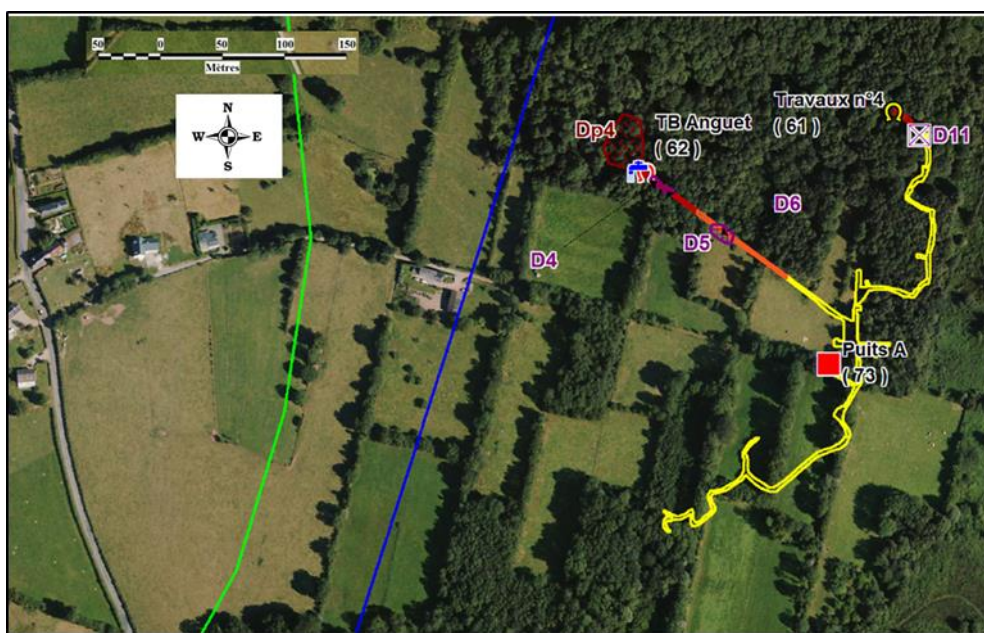 50 0 50 100 150
Mètres
N
W E
S
Dp4
TB Anguet
( 62 )
Travaux n°4
( 61 )
D11
D6
D5
D4
Puits A
( 73 )